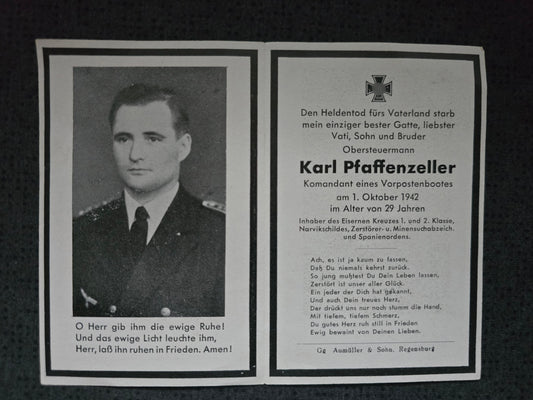 O Herr gib ihm die ewige Ruhe!
Und das ewige Licht leuchte ihm,
Herr, laß ihn ruhen in Frieden. Amen!
Den Heldentod fürs Vaterland starb
mein einziger bester Gatte, liebster
Vati, Sohn und Bruder
Obersteuermann
Karl Pfaffenzeller
Komandant eines Vorpostenbootes
am 1. Oktober 1942
im Alter von 29 Jahren
Inhaber des Eisernen Kreuzes 1. und 2. Klasse,
Narvikschildes, Zerstörer- u. Minensuchabzeich.
und Spanienordens.
Ach, es ist ja kaum zu fassen,
Daß Du niemals kehrst zurück.
So jung mußtest Du Dein Leben lassen,
Zerstört ist unser aller Glück.
Ein jeder der Dich hat gekannt,
Und auch Dein treues Herz,
Der drückt uns nur noch stumm die Hand,
Mit tiefem, tiefem Schmerz,
Du gutes Herz ruh still in Frieden
Ewig beweint von Deinen Lieben.
Gg Aumüller & Sohn, Regensburg